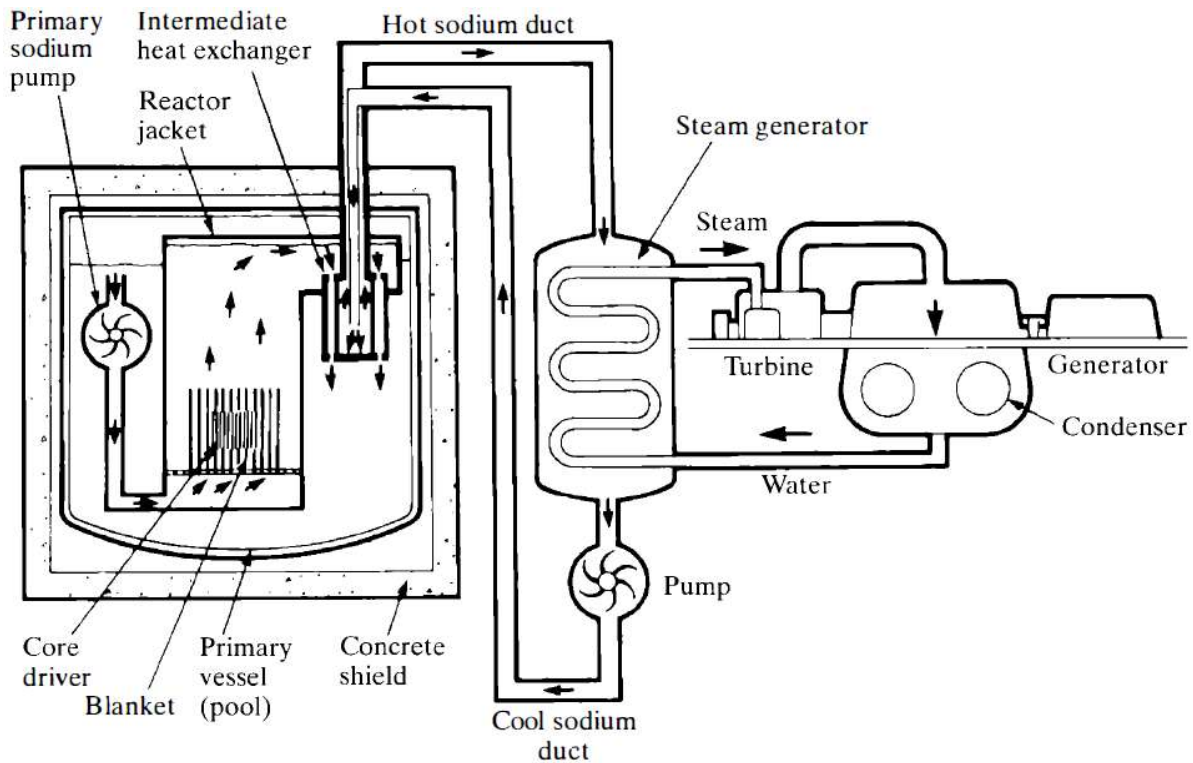 Primary
sodium
pump
Intermediate
heat exchanger
Hot sodium duct
Reactor
jacket
Steam generator
Steam
Turbine
Generator
Condenser
Water
Pump
Core
driver
Blanket
Primary
vessel
(pool)
Concrete
shield
Cool sodium
duct